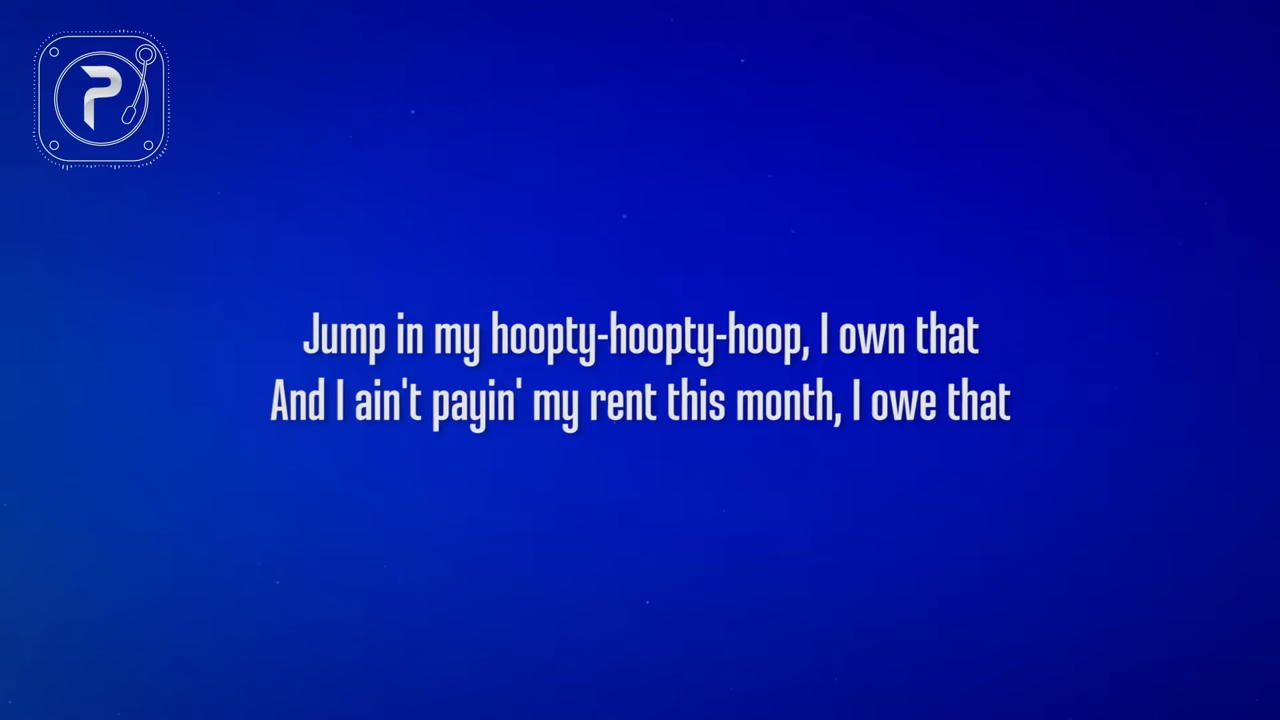 P
Jump in my hoopty-hoopty-hoop, I own that
And I ain't payin' my rent this month, I owe that